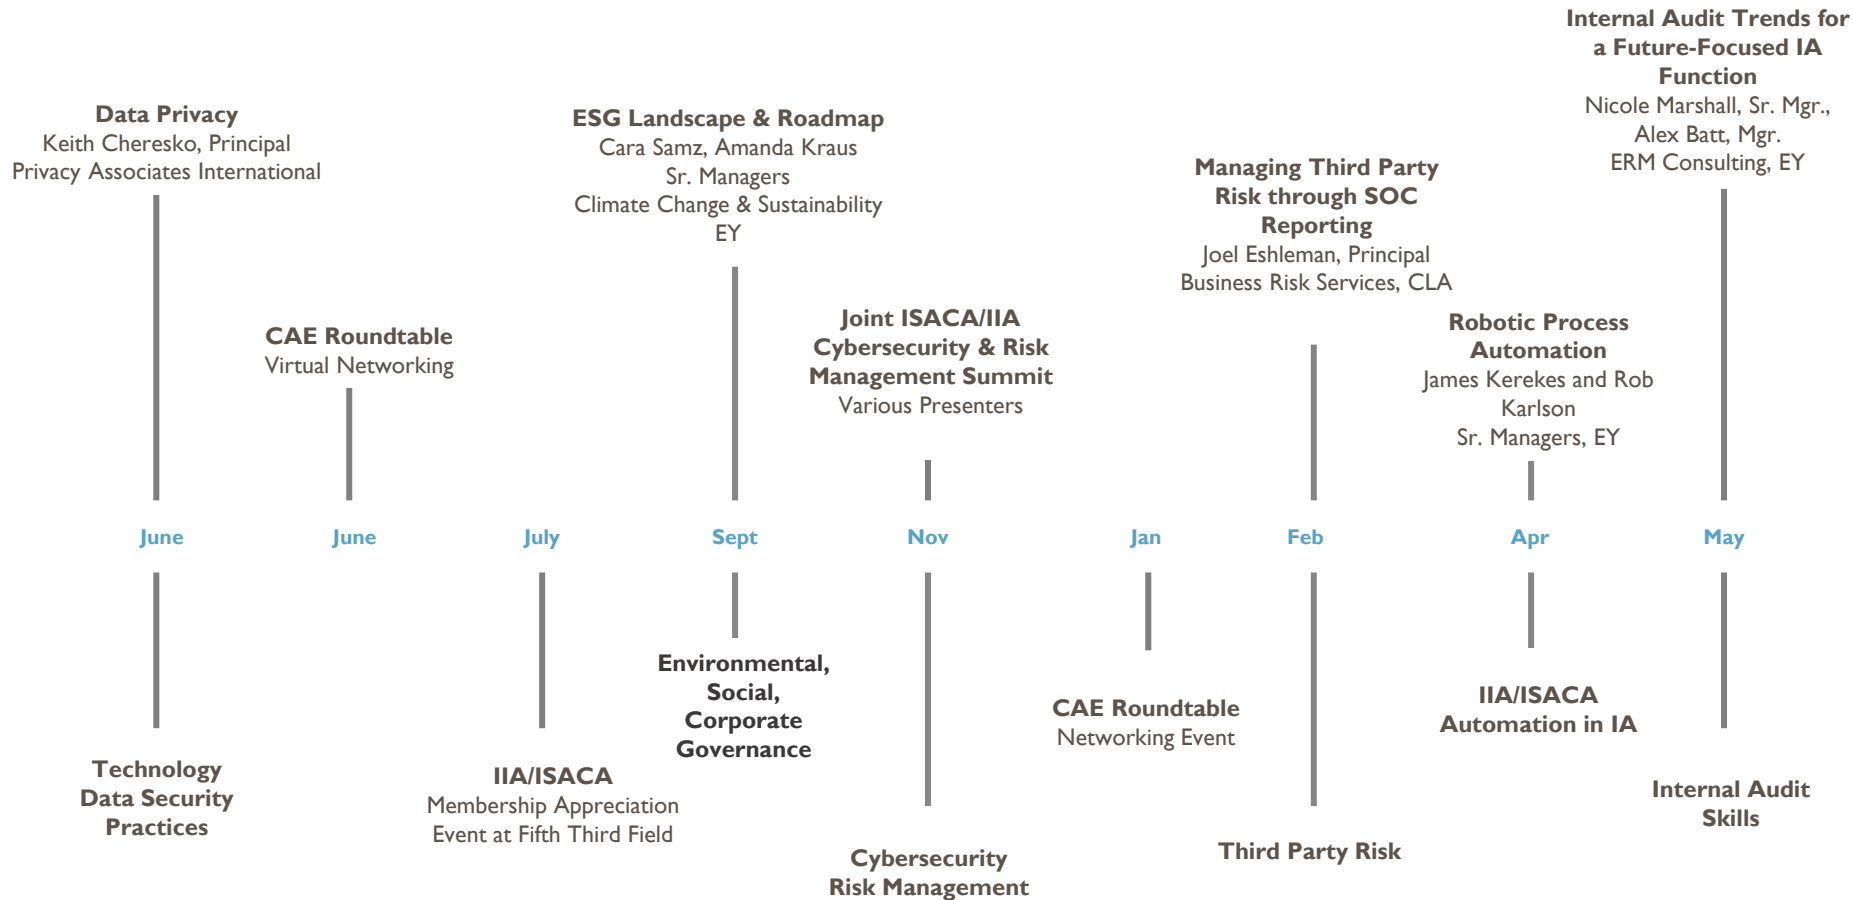 Internal Audit Trends for
a Future-Focused IA
Function
Nicole Marshall, Sr. Mgr.,
Alex Batt, Mgr.
ERM Consulting, EY
Data Privacy
Keith Cheresko, Principal
Privacy Associates International
ESG Landscape & Roadmap
Cara Samz, Amanda Kraus
Sr. Managers
Climate Change & Sustainability
EY
Managing Third Party
Risk through SOC
Reporting
Joel Eshleman, Principal
Business Risk Services, CLA
CAE Roundtable
Virtual Networking
Joint ISACA/IIA
Cybersecurity & Risk
Management Summit
Various Presenters
Robotic Process
Automation
James Kerekes and Rob
Karlson
Sr. Managers, EY
June
June
July
Sept
Nov
Jan
Feb
Apr
May
Technology
Data Security
Practices
IIA/ISACA
Membership Appreciation
Event at Fifth Third Field
Environmental,
Social,
Corporate
Governance
Cybersecurity
Risk Management
CAE Roundtable
Networking Event
Third Party Risk
IIA/ISACA
Automation in IA
Internal Audit
Skills